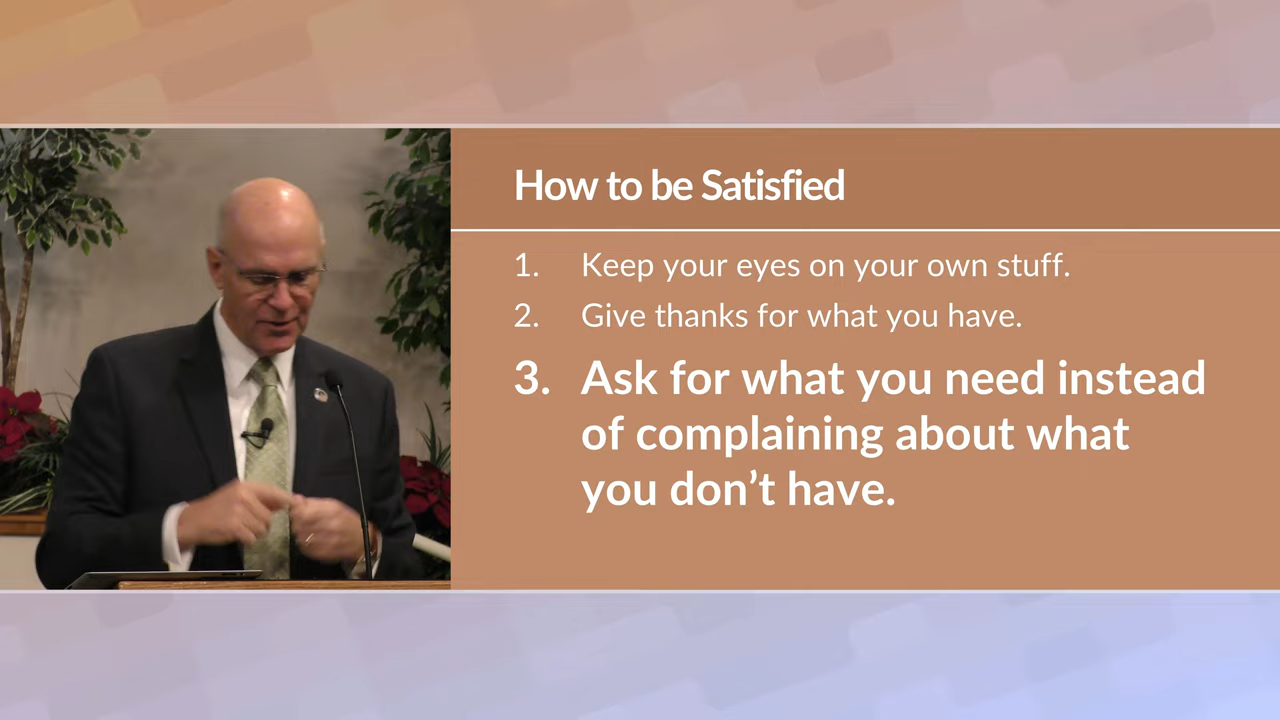 How to be Satisfied
1. Keep your eyes on your own stuff.
2. Give thanks for what you have.
3. Ask for what you need instead
of complaining about what
you don’t have.